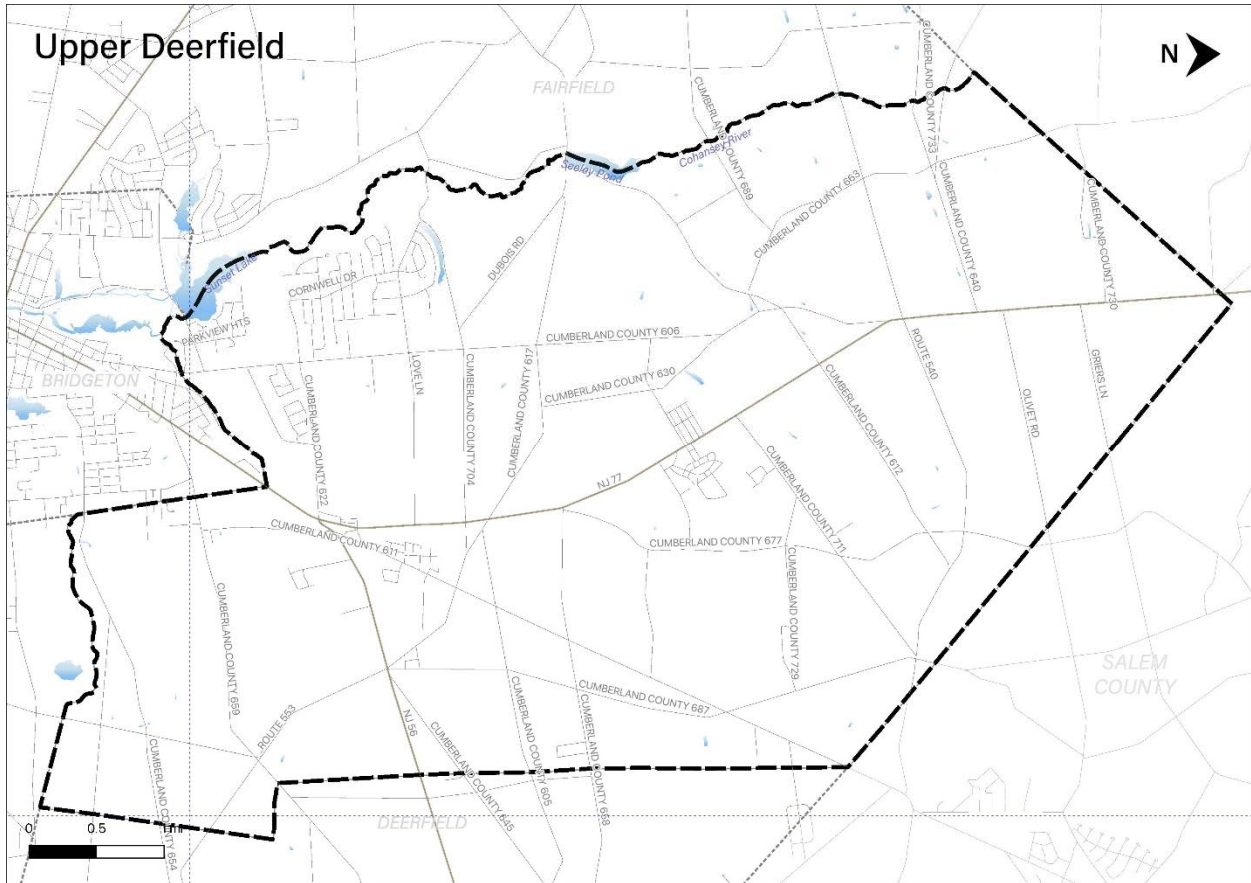 Upper Deerfield
N
FAIRFIELD
CUMBERLAND COUNTY 733
CUMBERLAND COUNTY 689
Cohansey River
Seeley Pond
CUMBERLAND COUNTY 663
CUMBERLAND COUNTY 640
CUMBERLAND COUNTY 730
DUBOIS RD
Sunset Lake
CORNWELL DR
PARKVIEW HTS
BRIDGETON
CUMBERLAND COUNTY 606
CUMBERLAND COUNTY 617
CUMBERLAND COUNTY 630
LOVE LN
CUMBERLAND COUNTY 704
CUMBERLAND COUNTY 622
ROUTE 540
GRIERS LN
OLIVET RD
CUMBERLAND COUNTY 612
NJ 77
CUMBERLAND COUNTY 711
CUMBERLAND COUNTY 611
CUMBERLAND COUNTY 677
CUMBERLAND COUNTY 729
CUMBERLAND COUNTY 659
CUMBERLAND COUNTY 687
SALEM
COUNTY
ROUTE 553
NJ 56
CUMBERLAND COUNTY 645
CUMBERLAND COUNTY 605
CUMBERLAND COUNTY 658
CUMBERLAND COUNTY 654
DEERFIELD
0 0.5 1 mi